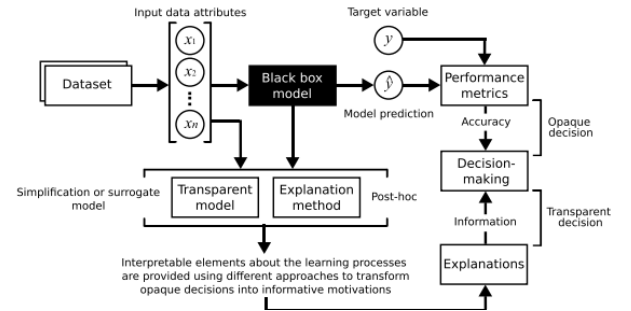 Input data attributes
Target variable
x1
y
Dataset
x2
Black box
model
ŷ
Performance
metrics
xn
Model prediction
Accuracy
Opaque
decision
Simplification or surrogate
model
Transparent
model
Explanation
method
Post-hoc
Decision-
making
Information
Transparent
decision
Interpretable elements about the learning processes
are provided using different approaches to transform
opaque decisions into informative motivations
Explanations